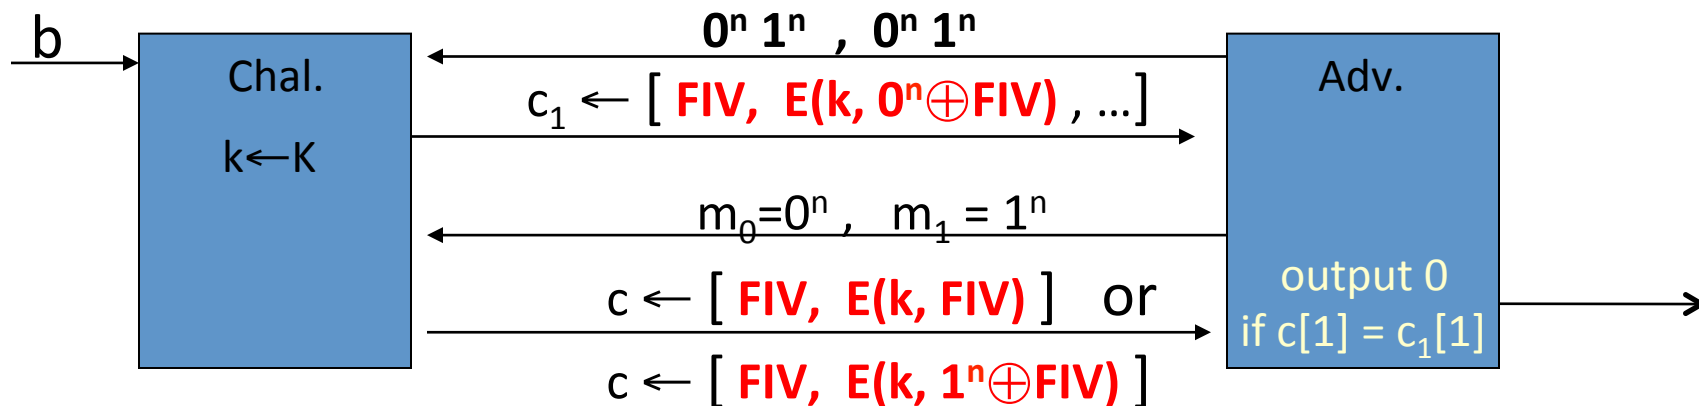 b
Chal.
k←K
0ⁿ 1ⁿ , 0ⁿ 1ⁿ
c₁ ← [ FIV, E(k, 0ⁿ⊕FIV) , …]
m₀=0ⁿ , m₁ = 1ⁿ
c ← [ FIV, E(k, FIV) ] or
c ← [ FIV, E(k, 1ⁿ⊕FIV) ]
Adv.
output 0
if c[1] = c₁[1]